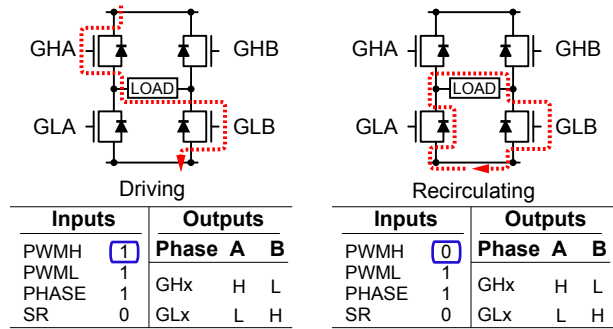 GHA GHB GHA GHB
LOAD LOAD
GLA GLB GLA GLB
Driving Recirculating
Inputs Outputs Inputs Outputs
PWMH 1 Phase A B PWMH 0 Phase A B
PWML 1 PWML 1
PHASE 1 GHx H L PHASE 1 GHx H L
SR 0 GLx L H SR 0 GLx L H